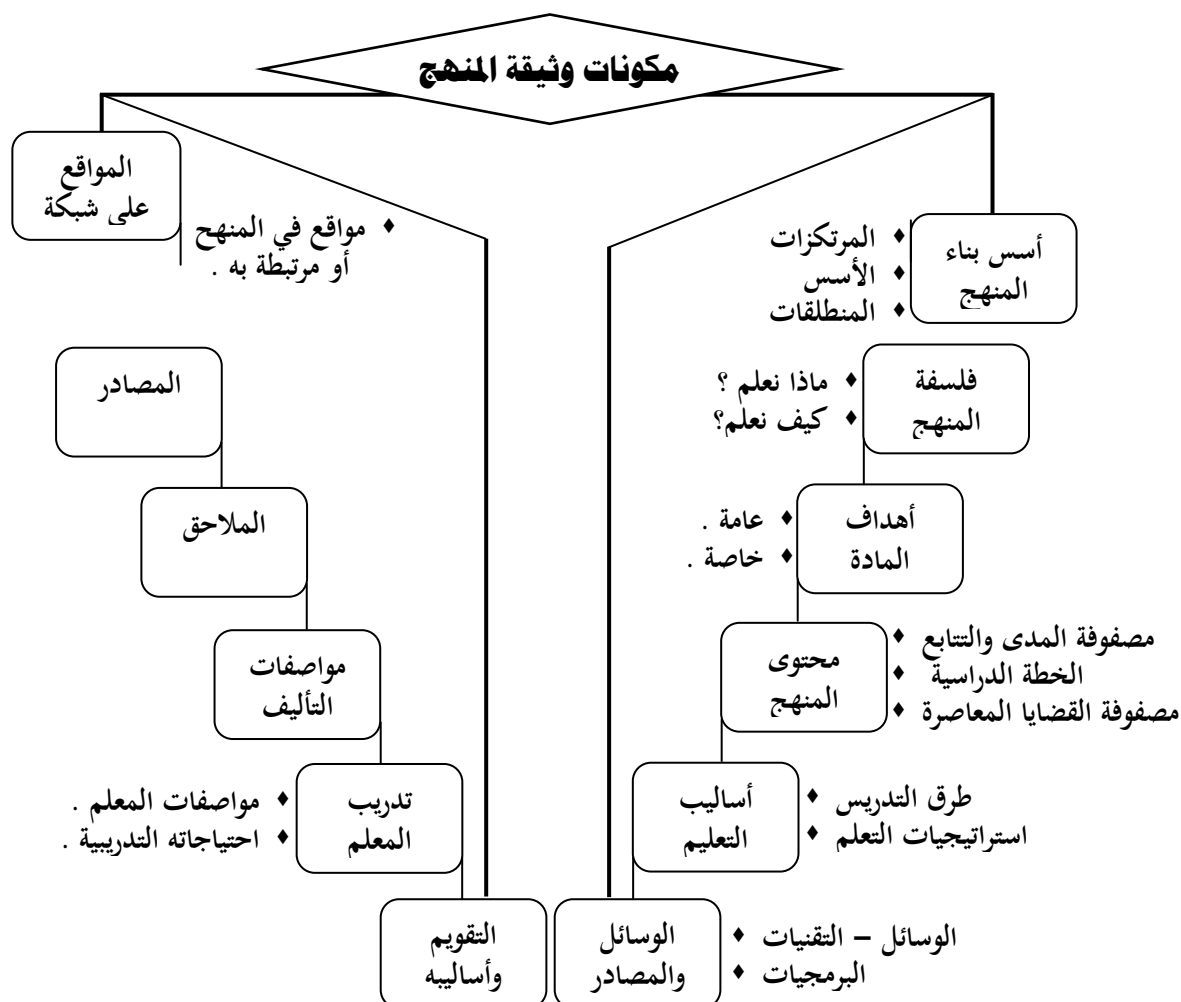 مكونات وثيقة المنهج
أسس بناء
المنهج
♦ المرتكزات
♦ الأسس
♦ المنطلقات
فلسفة
المنهج
♦ ماذا نعلم ؟
♦ كيف نعلم؟
أهداف
المادة
♦ عامة .
♦ خاصة .
محتوى
المنهج
♦ مصفوفة المدى والتتابع
♦ الخطة الدراسية
♦ مصفوفة القضايا المعاصرة
أساليب
التعليم
♦ طرق التدريس
♦ استراتيجيات التعلم
الوسائل
والمصادر
♦ الوسائل – التقنيات
♦ البرمجيات
التقويم
وأساليبه
تدريب
المعلم
♦ مواصفات المعلم .
♦ احتياجاته التدريبية .
مواصفات
التأليف
الملاحق
المصادر
المواقع
على شبكة
♦ مواقع في المنهج
أو مرتبطة به .